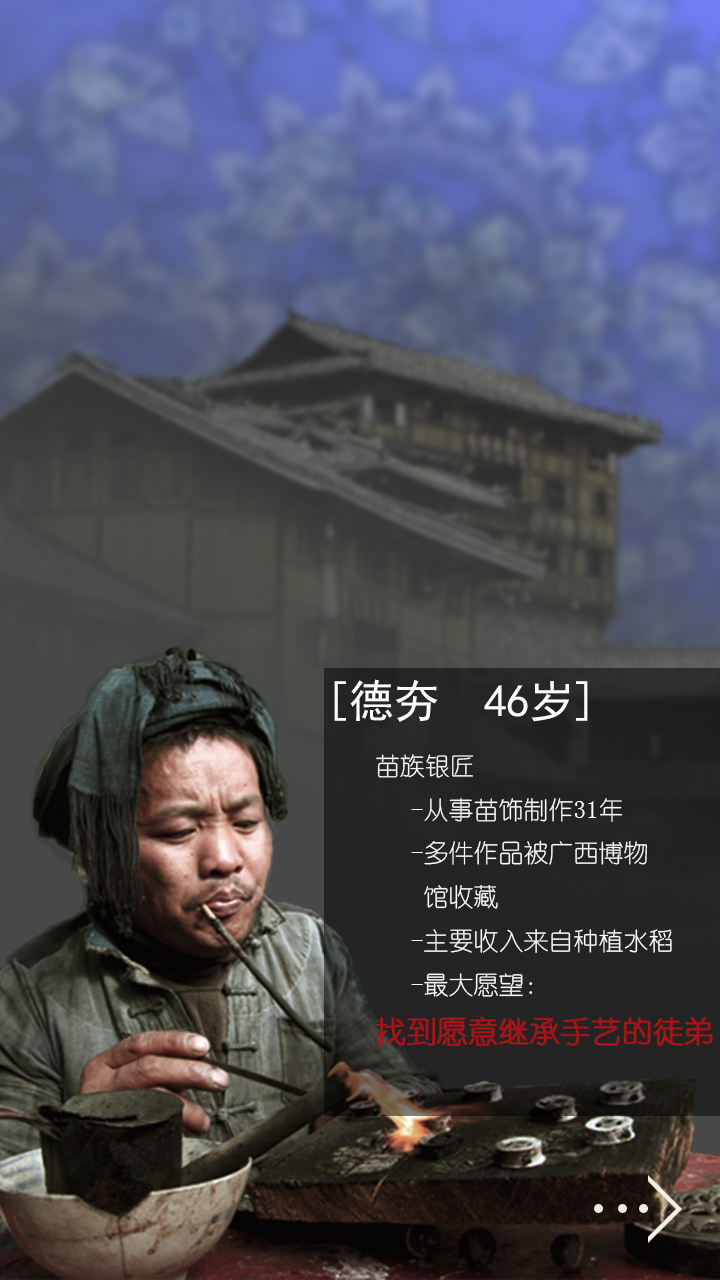 [德夯 46岁]
苗族银匠
-从事苗饰制作31年
-多件作品被广西博物
馆收藏
-主要收入来自种植水稻
-最大愿望:
找到愿意继承手艺的徒弟